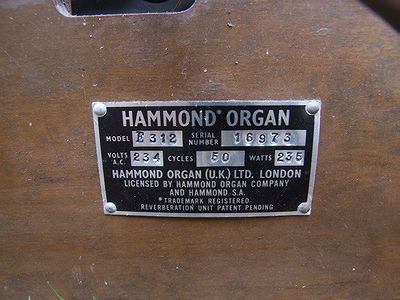 HAMMOND* ORGAN
MODEL E312 SERIAL NUMBER 16973
VOLTS A.C. 234 CYCLES 50 WATTS 235
HAMMOND ORGAN (U.K.) LTD. LONDON
LICENSED BY HAMMOND ORGAN COMPANY
AND HAMMOND S.A.
*TRADEMARK REGISTERED
REVERBERATION UNIT PATENT PENDING